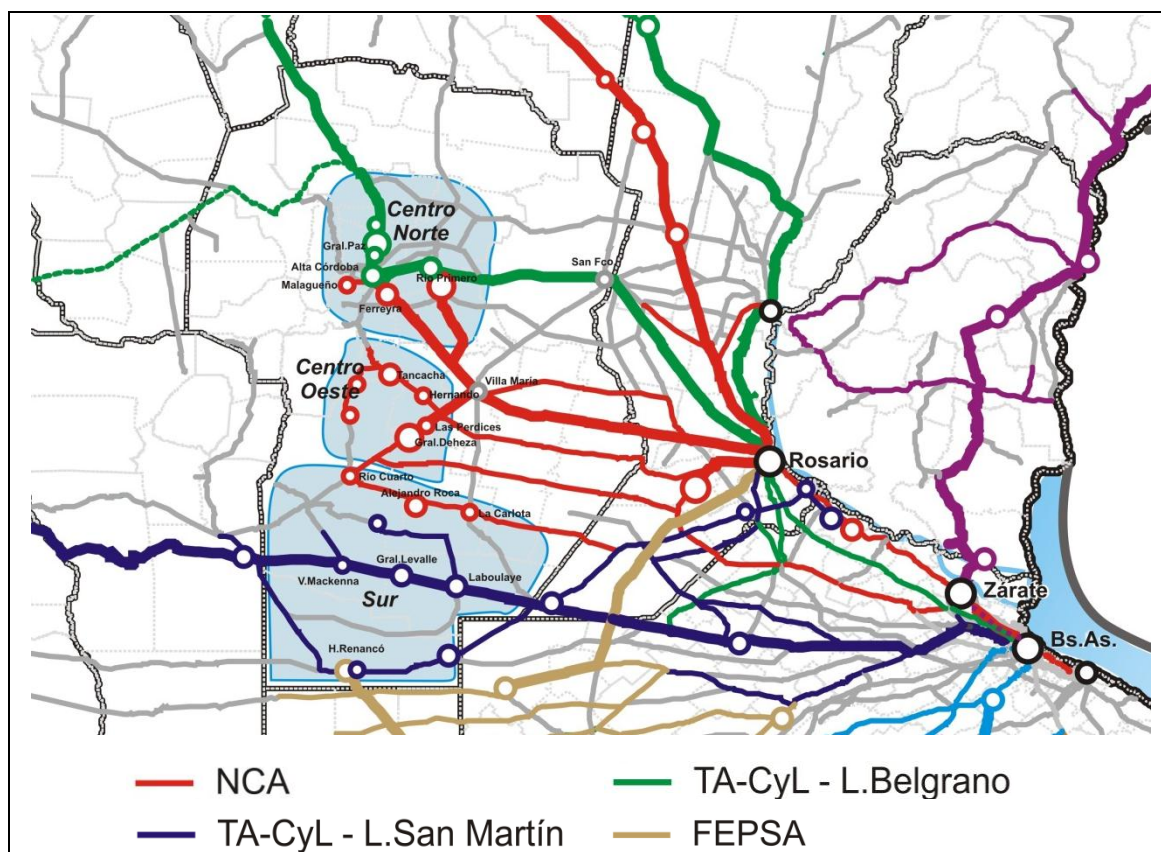 Centro
Norte
Gral.Paz
Alta Córdoba
Malagueño
Río Primero
San Fco.
Ferreyra
Centro
Oeste
Tancacha
Villa María
Hernando
Las Perdices
Gral.Deheza
Rosario
Río Cuarto
Alejandro Roca
La Carlota
Gral.Levalle
V.Mackenna
Laboulaye
Sur
Zárate
H.Renancó
Bs.As.
NCA
TA-CyL - L.Belgrano
TA-CyL - L.San Martín
FEPSA